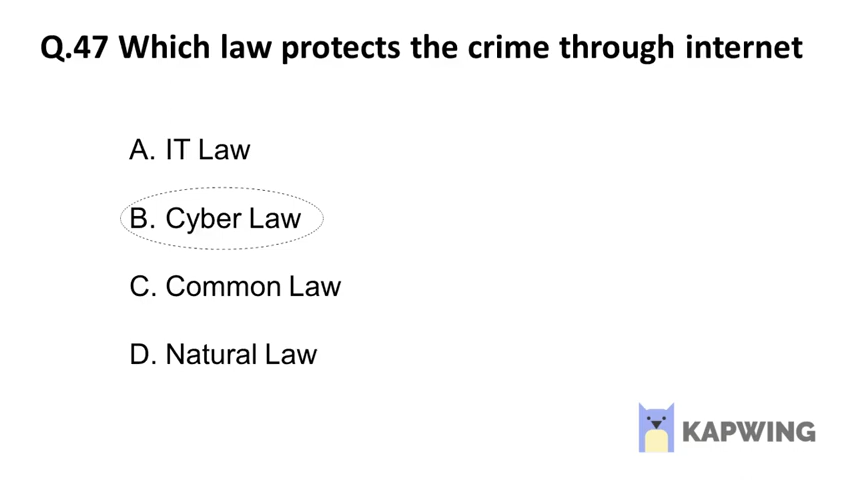 Q.47 Which law protects the crime through internet
A. IT Law
B. Cyber Law
C. Common Law
D. Natural Law
KAPWING